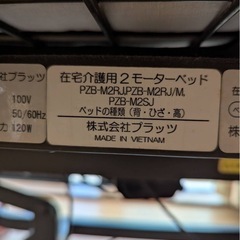 在宅介護用2モーターベッド
PZB-M2RJ,PZB-M2RJ/M,
PZB-M2SJ
ベッドの種類(背・ひざ・高)
株式会社プラッツ
MADE IN VIETNAM
社プラッツ
100V
50/60Hz
力 120W